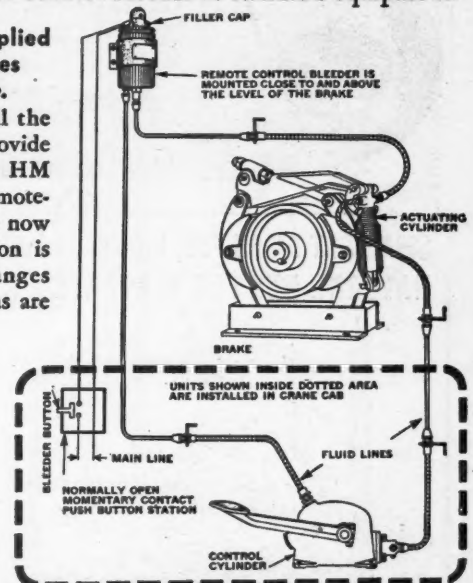 plied
es
l the
ovide
HM
mote-
now
on is
anges
s are
FILLER CAP
REMOTE CONTROL BLEEDER IS
MOUNTED CLOSE TO AND ABOVE
THE LEVEL OF THE BRAKE
ACTUATING
CYLINDER
BRAKE
UNITS SHOWN INSIDE DOTTED AREA
ARE INSTALLED IN CRANE CAB
BLEEDER BUTTON
MAIN LINE
NORMALLY OPEN
MOMENTARY CONTACT
PUSH BUTTON STATION
FLUID LINES
CONTROL
CYLINDER